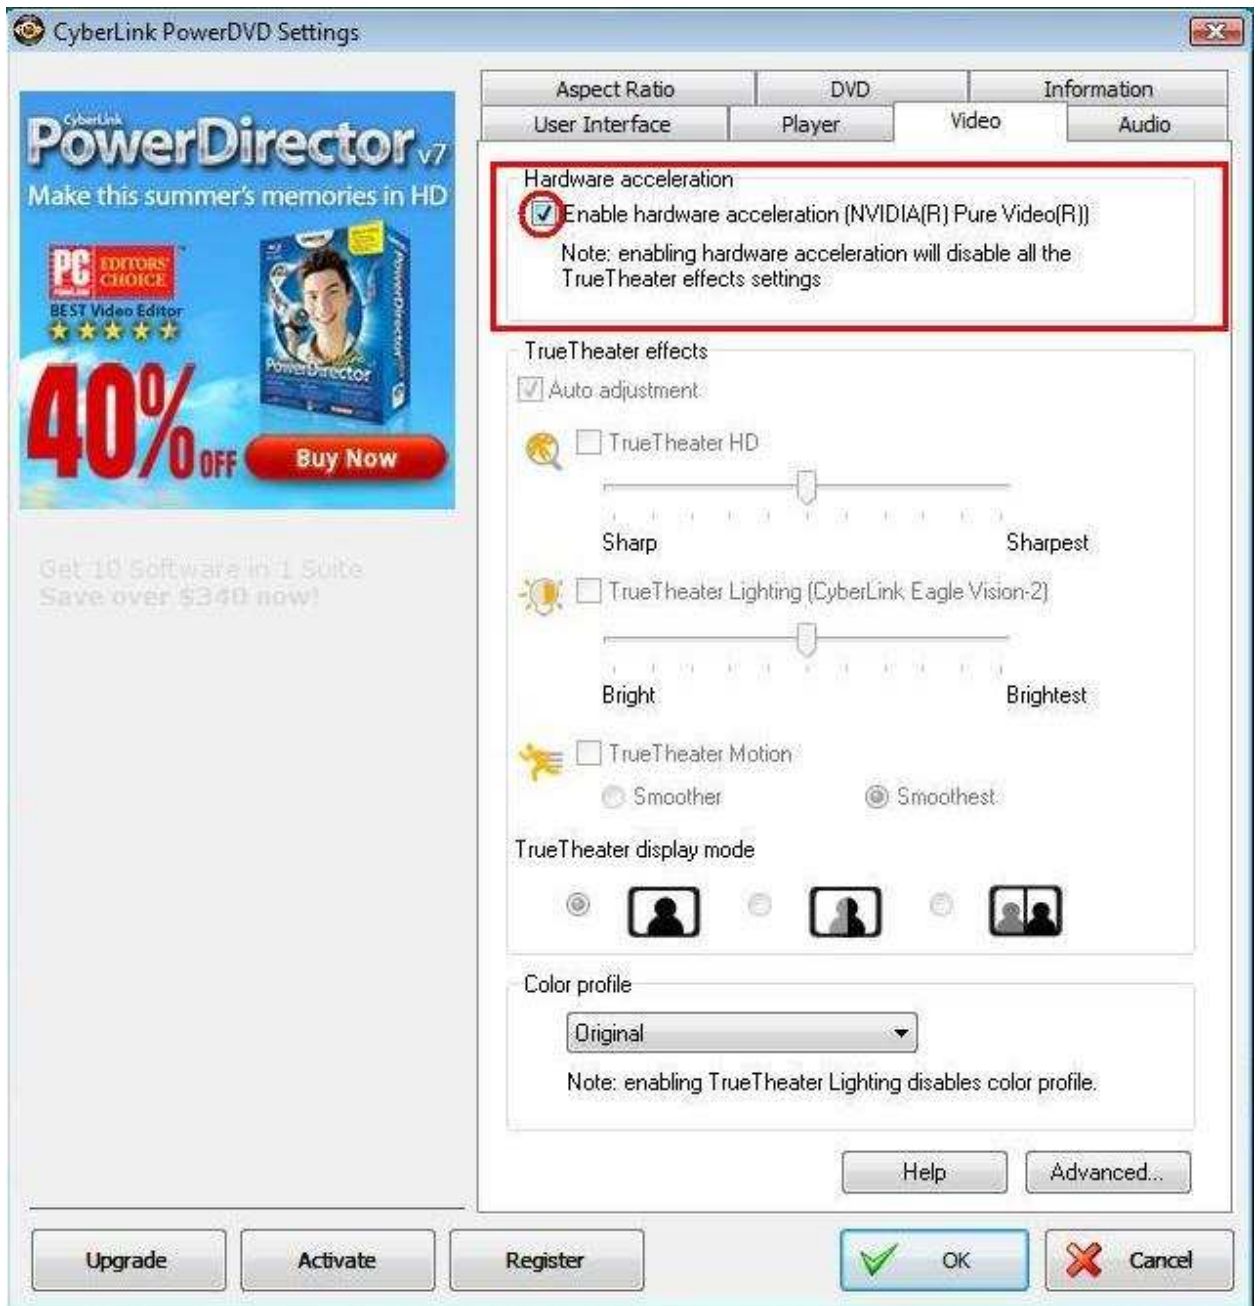 CyberLink PowerDVD Settings
CyberLink
PowerDirector v7
Make this summer's memories in HD
PC
EDITORS'
CHOICE
BEST Video Editor
PowerDirector
PowerDirector
40% OFF
Buy Now
Get 10 Software in 1 Suite
Save over $340 now!
Aspect Ratio
DVD
Information
User Interface
Player
Video
Audio
Hardware acceleration
Enable hardware acceleration (NVIDIA(R) Pure Video(R))
Note: enabling hardware acceleration will disable all the
TrueTheater effects settings
TrueTheater effects
Auto adjustment
TrueTheater HD
Sharp
Sharpest
TrueTheater Lighting (CyberLink Eagle Vision-2)
Bright
Brightest
TrueTheater Motion
Smoother
Smoothest
TrueTheater display mode
Color profile
Original
Note: enabling TrueTheater Lighting disables color profile.
Help
Advanced...
Upgrade
Activate
Register
OK
Cancel